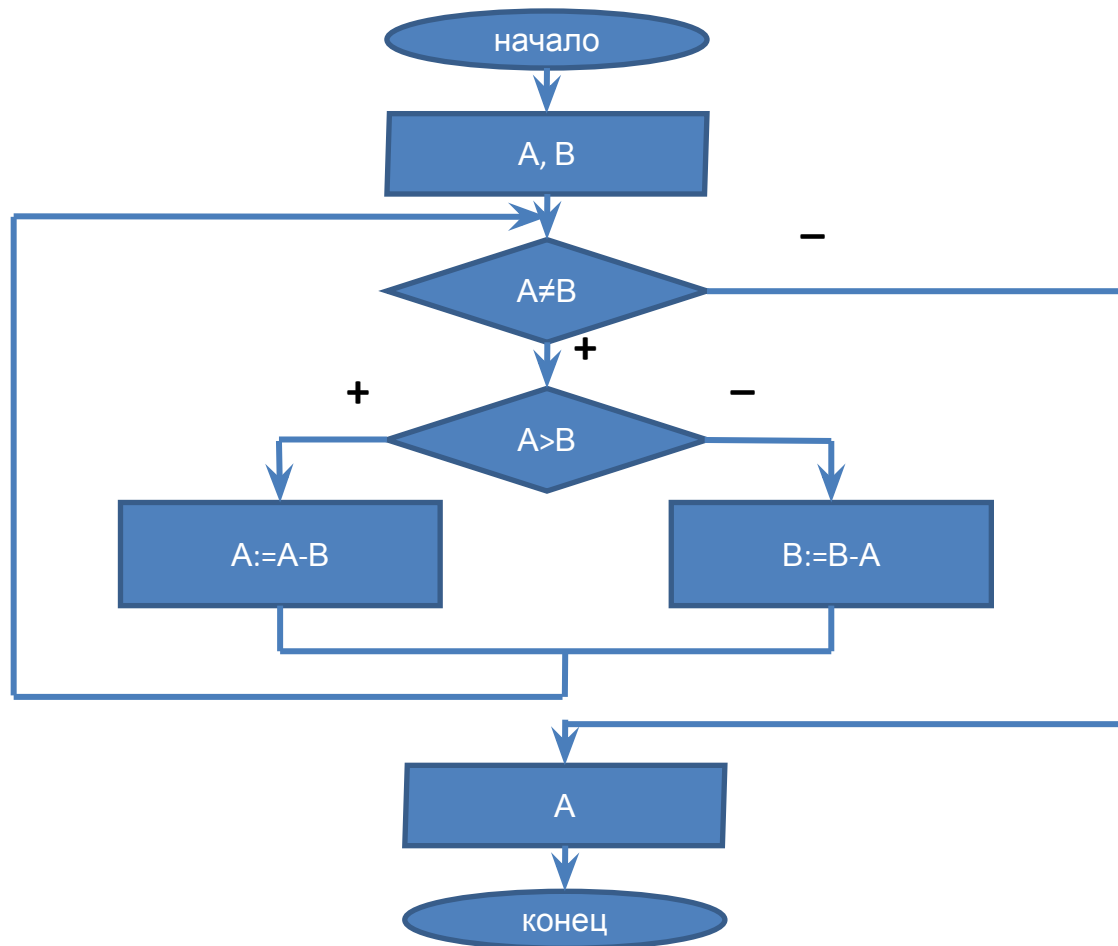 начало
A, B
A≠B
–
+
+
–
A>B
A:=A-B
B:=B-A
A
конец